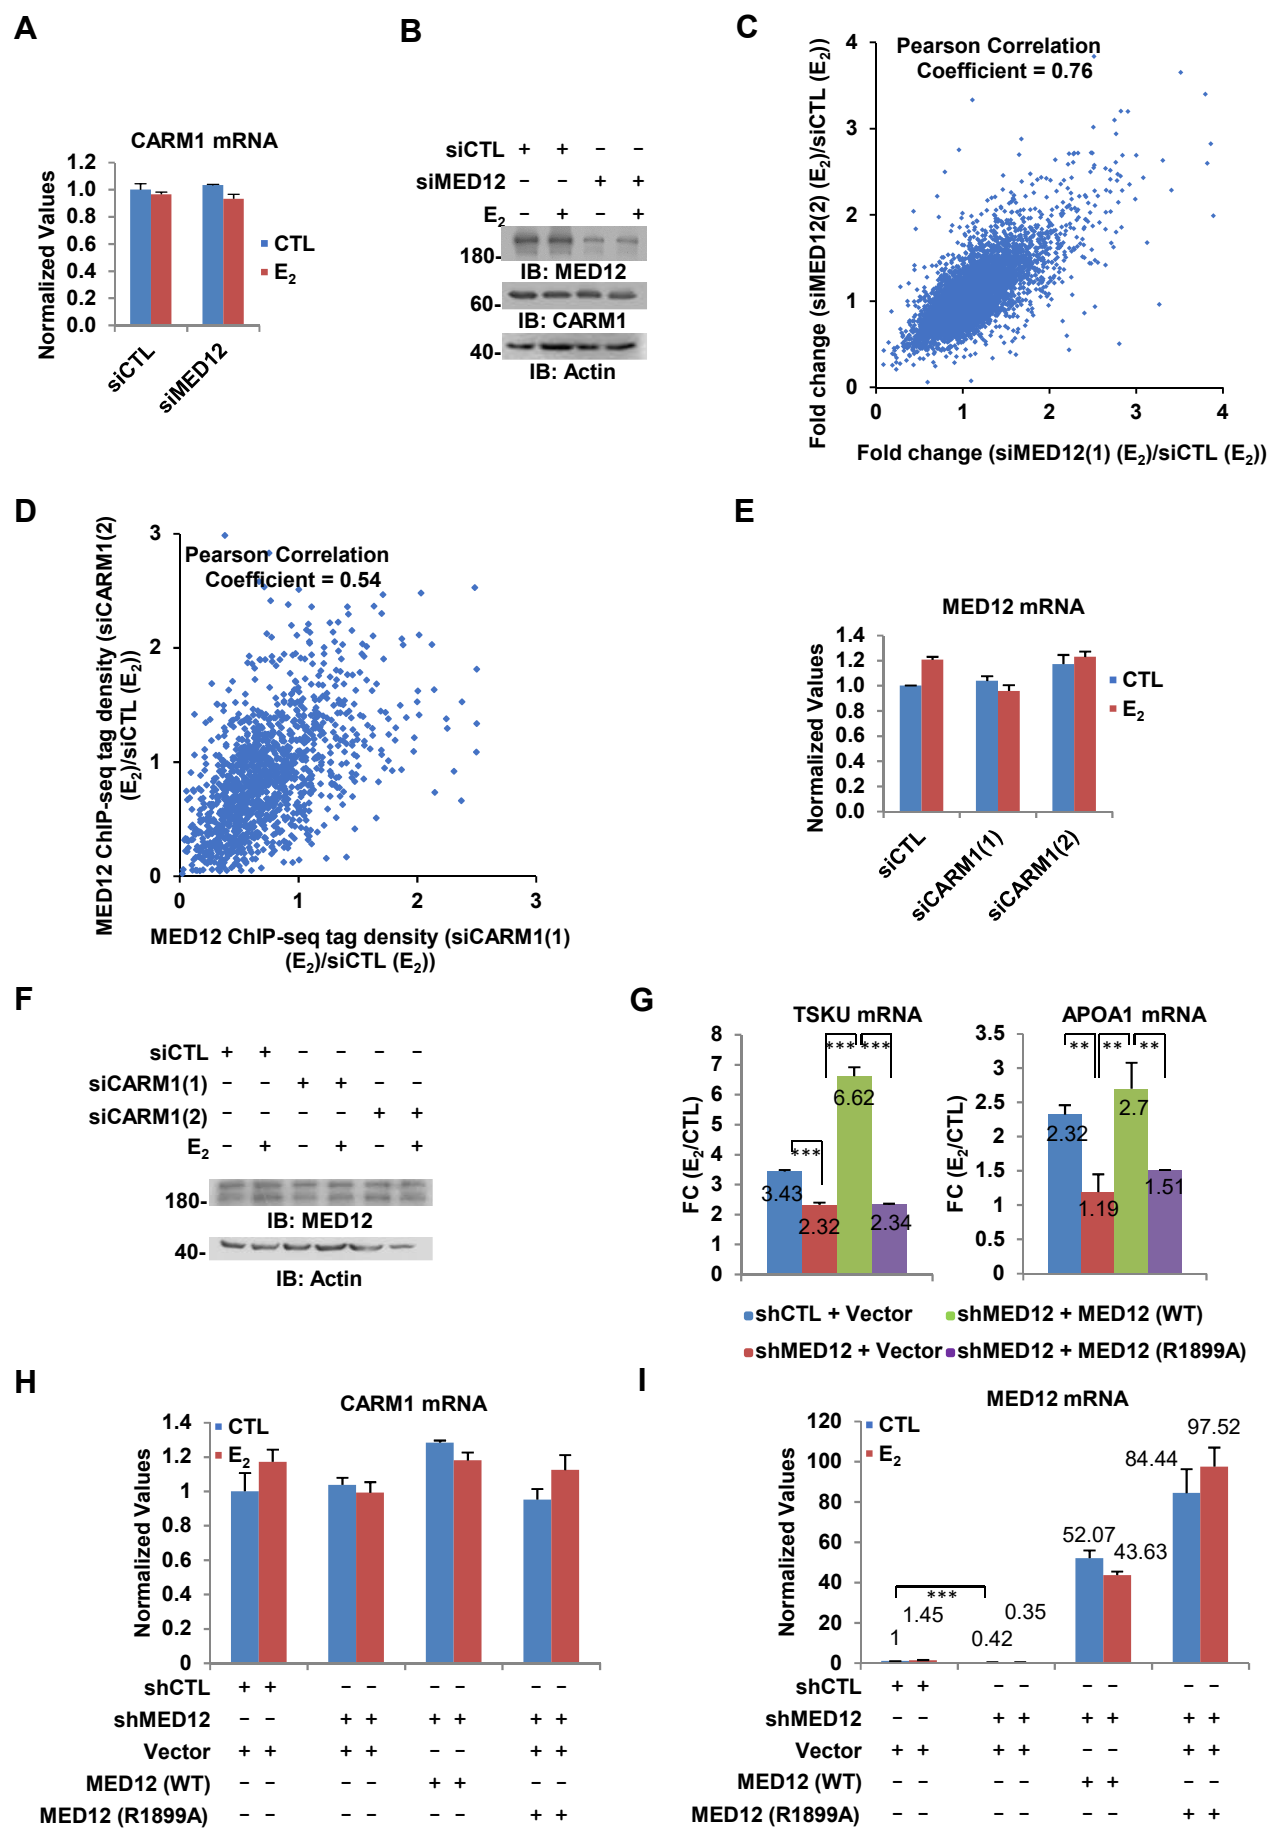 A
CARM1 mRNA
Normalized Values
1.2
1.0
0.8
0.6
0.4
0.2
0.0
CTL
E2
siCTL
siMED12
B
siCTL + + − −
siMED12 − − + +
E2 − + − +
180-
IB: MED12
60-
IB: CARM1
40-
IB: Actin
C
Pearson Correlation
Coefficient = 0.76
Fold change (siMED12(2) (E2)/siCTL (E2))
4
3
2
1
0
0 1 2 3 4
Fold change (siMED12(1) (E2)/siCTL (E2))
D
Pearson Correlation
Coefficient = 0.54
MED12 ChIP-seq tag density (siCARM1(2)
(E2)/siCTL (E2))
3
2
1
0
0 1 2 3
MED12 ChIP-seq tag density (siCARM1(1)
(E2)/siCTL (E2))
E
MED12 mRNA
Normalized Values
1.4
1.2
1.0
0.8
0.6
0.4
0.2
0.0
CTL
E2
siCTL
siCARM1(1)
siCARM1(2)
F
siCTL + + − − − −
siCARM1(1) − − + + − −
siCARM1(2) − − − − + +
E2 − + − + − +
180-
IB: MED12
40-
IB: Actin
G
TSKU mRNA
FC (E2/CTL)
8
7
6
5
4
3
2
1
0
*** ***
***
3.43
2.32
6.62
2.34
APOA1 mRNA
FC (E2/CTL)
3.5
3
2.5
2
1.5
1
0.5
0
** ** **
2.32
1.19
2.7
1.51
shCTL + Vector
shMED12 + MED12 (WT)
shMED12 + Vector
shMED12 + MED12 (R1899A)
H
CARM1 mRNA
Normalized Values
1.4
1.2
1
0.8
0.6
0.4
0.2
0
CTL
E2
shCTL + + − − − − − −
shMED12 − − + + + + + +
Vector + + + + − − + +
MED12 (WT) − − − − + + − −
MED12 (R1899A) − − − − − − + +
I
MED12 mRNA
Normalized Values
120
100
80
60
40
20
0
CTL
E2
***
1
1.45
0.42
0.35
52.07
43.63
84.44
97.52
shCTL + + − − − − − −
shMED12 − − + + + + + +
Vector + + + + − − + +
MED12 (WT) − − − − + + − −
MED12 (R1899A) − − − − − − + +